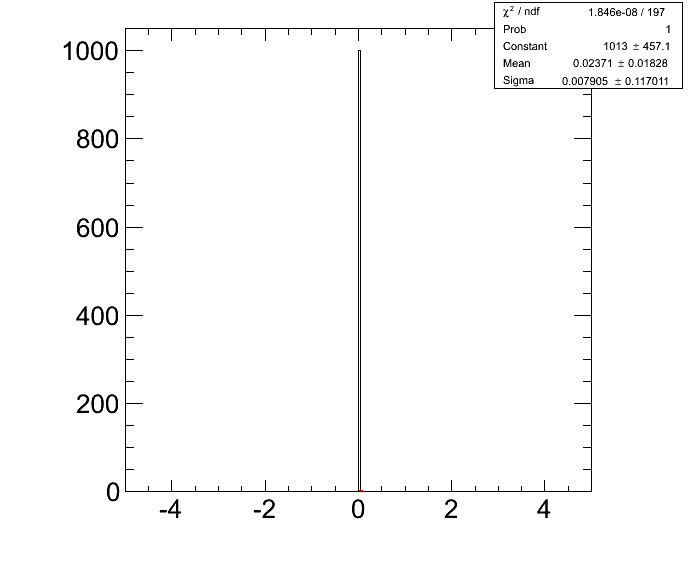 χ² / ndf 1.846e-08 / 197
Prob 1
Constant 1013 ± 457.1
Mean 0.02371 ± 0.01828
Sigma 0.007905 ± 0.117011
1000
800
600
400
200
0
-4 -2 0 2 4